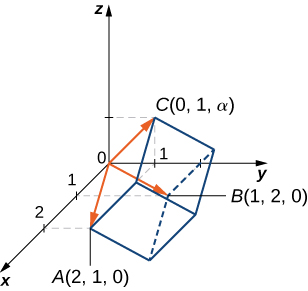 z
C(0, 1, α)
0
1
y
1
B(1, 2, 0)
2
x
A(2, 1, 0)